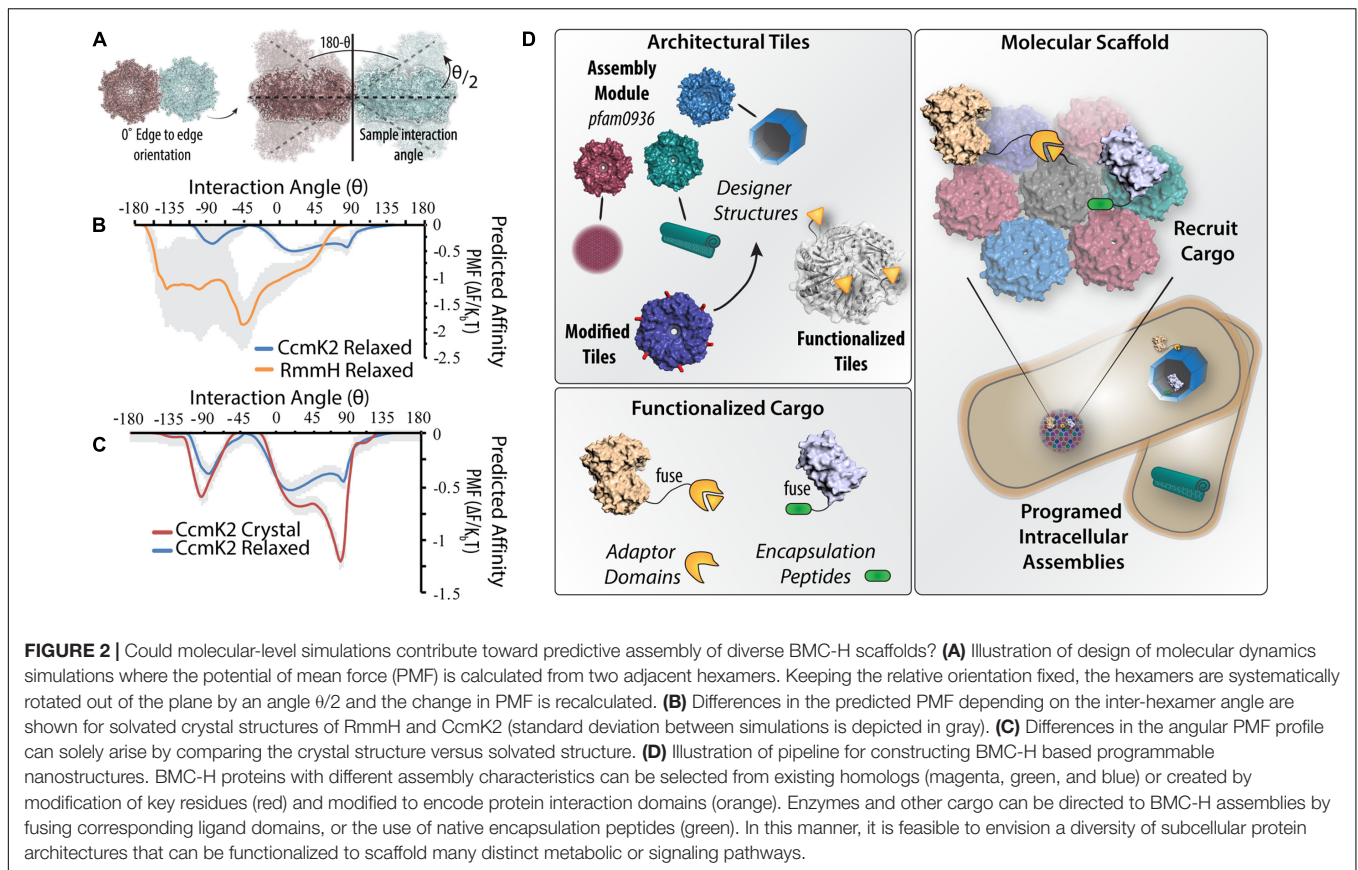 A
180-θ
θ/2
0° Edge to edge
orientation
Sample interaction
angle
Interaction Angle (θ)
-180 -135 -90 -45 0 45 90 135 180
B
0
-0.5
-1
-1.5
-2
-2.5
Predicted Affinity
PMF (ΔF/KbT)
CcmK2 Relaxed
RmmH Relaxed
Interaction Angle (θ)
-180 -135 -90 -45 0 45 90 135 180
C
0
-0.5
-1
-1.5
Predicted Affinity
PMF (ΔF/KbT)
CcmK2 Crystal
CcmK2 Relaxed
D
Architectural Tiles
Assembly
Module
pfam0936
Designer
Structures
Modified
Tiles
Functionalized
Tiles
Functionalized Cargo
fuse
fuse
Adaptor
Domains
Encapsulation
Peptides
Molecular Scaffold
Recruit
Cargo
Programed
Intracellular
Assemblies
FIGURE 2 | Could molecular-level simulations contribute toward predictive assembly of diverse BMC-H scaffolds? (A) Illustration of design of molecular dynamics
simulations where the potential of mean force (PMF) is calculated from two adjacent hexamers. Keeping the relative orientation fixed, the hexamers are systematically
rotated out of the plane by an angle θ/2 and the change in PMF is recalculated. (B) Differences in the predicted PMF depending on the inter-hexamer angle are
shown for solvated crystal structures of RmmH and CcmK2 (standard deviation between simulations is depicted in gray). (C) Differences in the angular PMF profile
can solely arise by comparing the crystal structure versus solvated structure. (D) Illustration of pipeline for constructing BMC-H based programmable
nanostructures. BMC-H proteins with different assembly characteristics can be selected from existing homologs (magenta, green, and blue) or created by
modification of key residues (red) and modified to encode protein interaction domains (orange). Enzymes and other cargo can be directed to BMC-H assemblies by
fusing corresponding ligand domains, or the use of native encapsulation peptides (green). In this manner, it is feasible to envision a diversity of subcellular protein
architectures that can be functionalized to scaffold many distinct metabolic or signaling pathways.